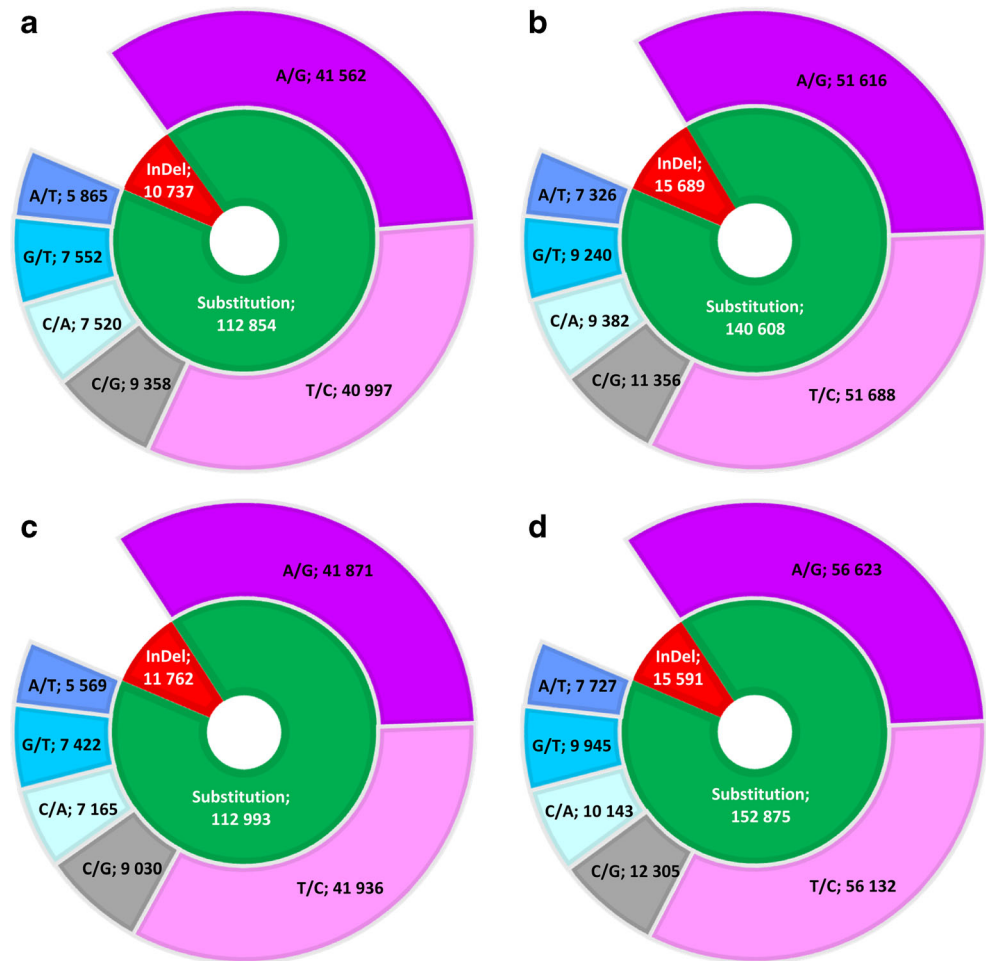 a
A/G; 41 562
InDel;
10 737
A/T; 5 865
G/T; 7 552
C/A; 7 520
C/G; 9 358
Substitution;
112 854
T/C; 40 997
b
A/G; 51 616
InDel;
15 689
A/T; 7 326
G/T; 9 240
C/A; 9 382
C/G; 11 356
Substitution;
140 608
T/C; 51 688
c
A/G; 41 871
InDel;
11 762
A/T; 5 569
G/T; 7 422
C/A; 7 165
C/G; 9 030
Substitution;
112 993
T/C; 41 936
d
A/G; 56 623
InDel;
15 591
A/T; 7 727
G/T; 9 945
C/A; 10 143
C/G; 12 305
Substitution;
152 875
T/C; 56 132